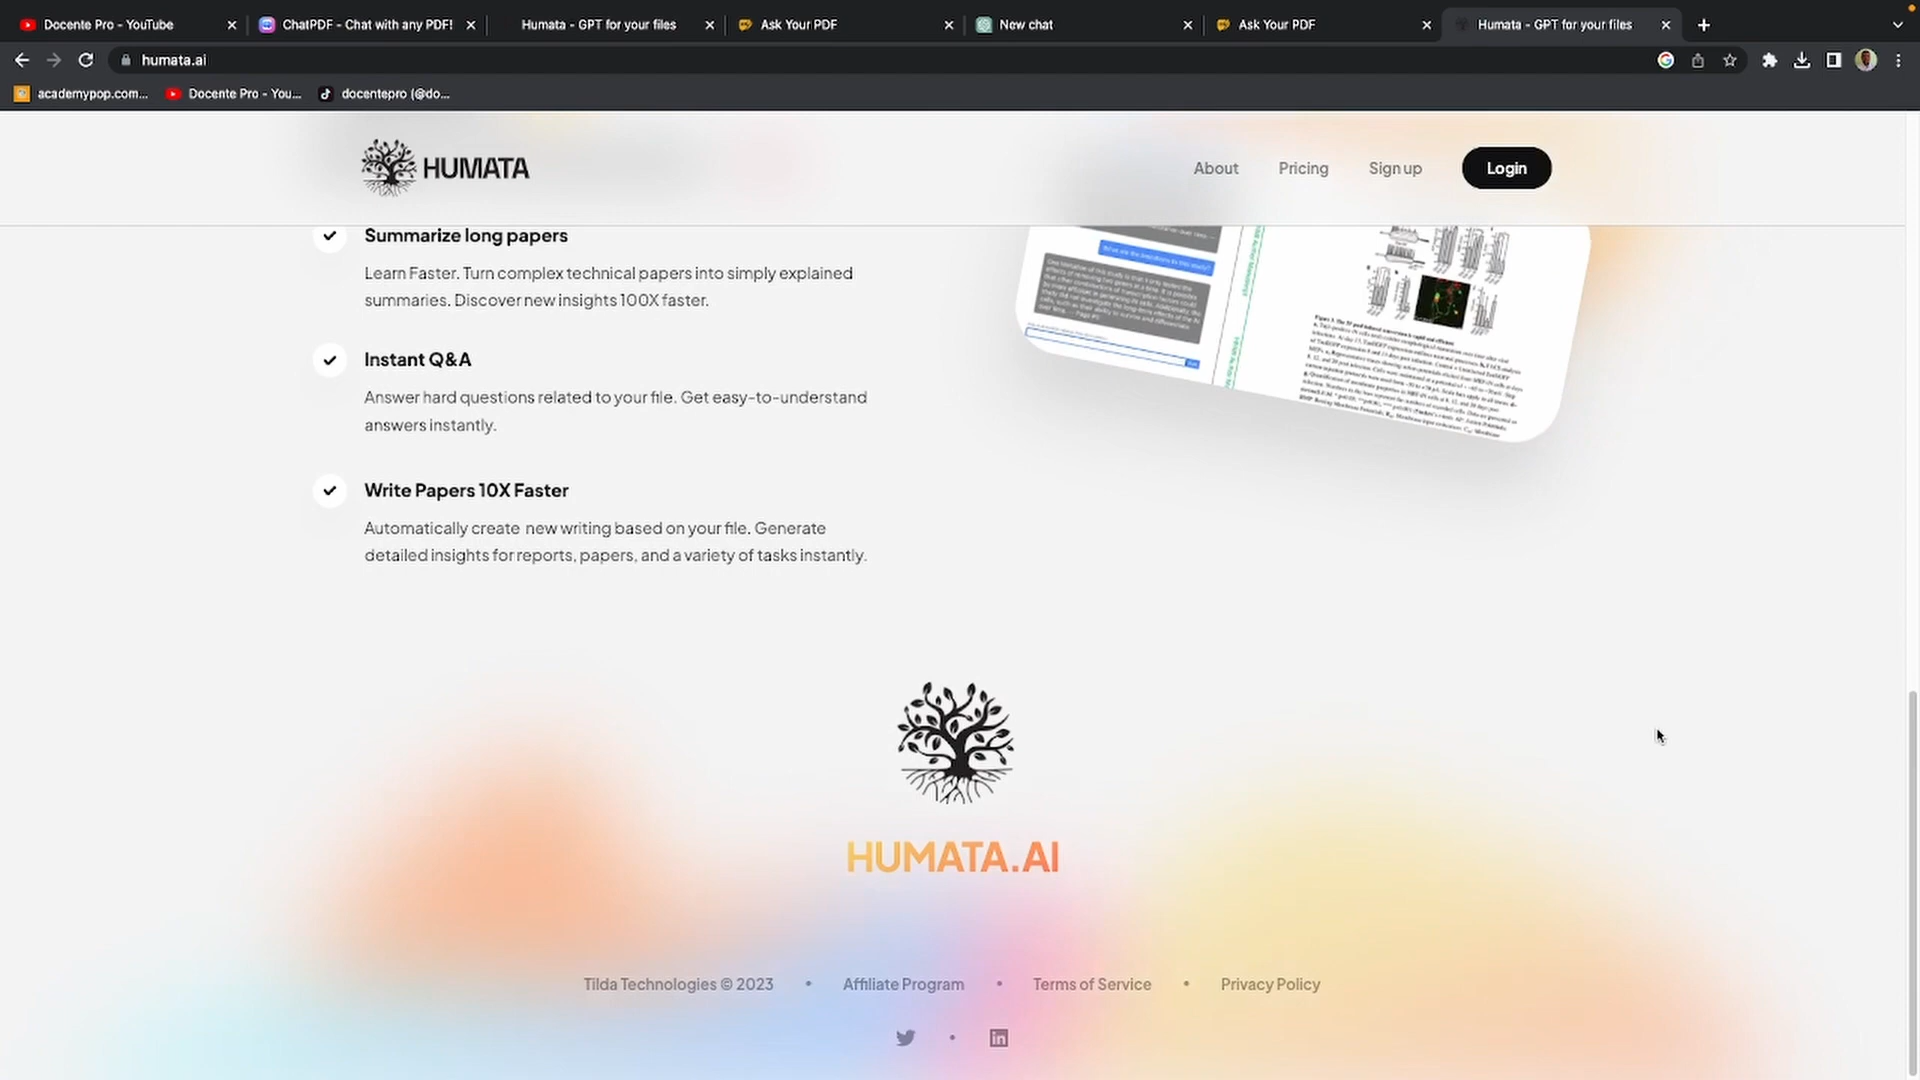 Docente Pro - YouTube
ChatPDF - Chat with any PDF!
Humata - GPT for your files
Ask Your PDF
New chat
Ask Your PDF
Humata - GPT for your files
humata.ai
academypop.com...
Docente Pro - You...
docentepro (@do...
HUMATA
About
Pricing
Sign up
Login
Summarize long papers
Learn Faster. Turn complex technical papers into simply explained
summaries. Discover new insights 100X faster.
Instant Q&A
Answer hard questions related to your file. Get easy-to-understand
answers instantly.
Write Papers 10X Faster
Automatically create new writing based on your file. Generate
detailed insights for reports, papers, and a variety of tasks instantly.
HUMATA.AI
Tilda Technologies © 2023 • Affiliate Program • Terms of Service • Privacy Policy